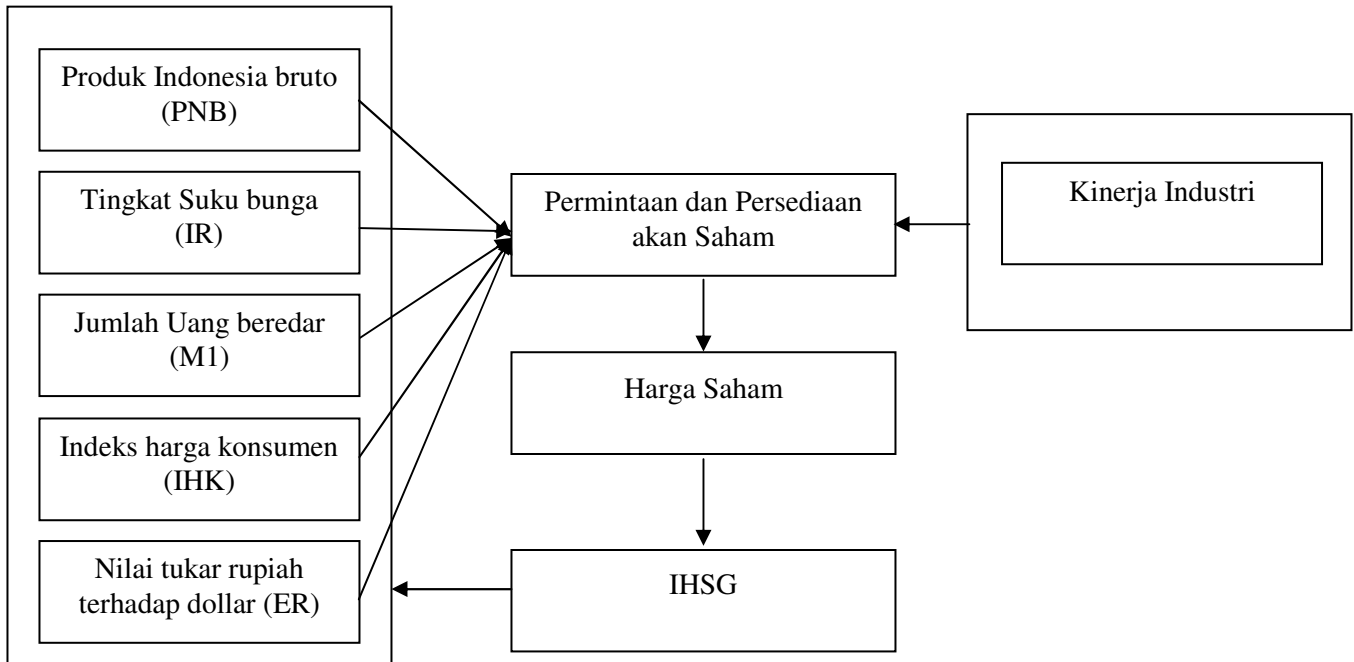 Produk Indonesia bruto
(PNB)
Tingkat Suku bunga
(IR)
Jumlah Uang beredar
(M1)
Indeks harga konsumen
(IHK)
Nilai tukar rupiah
terhadap dollar (ER)
Permintaan dan Persediaan
akan Saham
Harga Saham
IHSG
Kinerja Industri